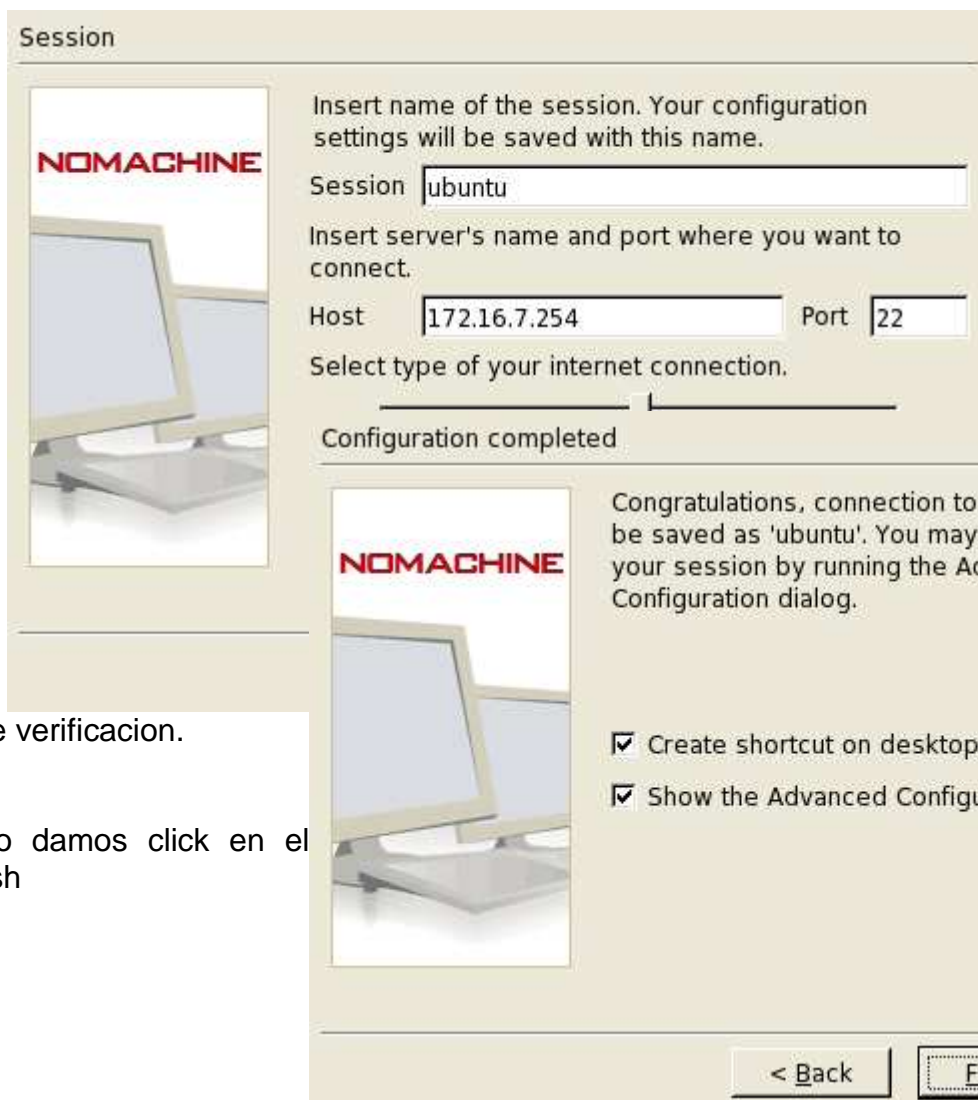 Session
NOMACHINE
Insert name of the session. Your configuration
settings will be saved with this name.
Session ubuntu
Insert server's name and port where you want to
connect.
Host 172.16.7.254 Port 22
Select type of your internet connection.
Configuration completed
NOMACHINE
Congratulations, connection to
be saved as 'ubuntu'. You may
your session by running the
Configuration dialog.
Create shortcut on desktop
Show the Advanced
< Back
verificacion.
damos click en el